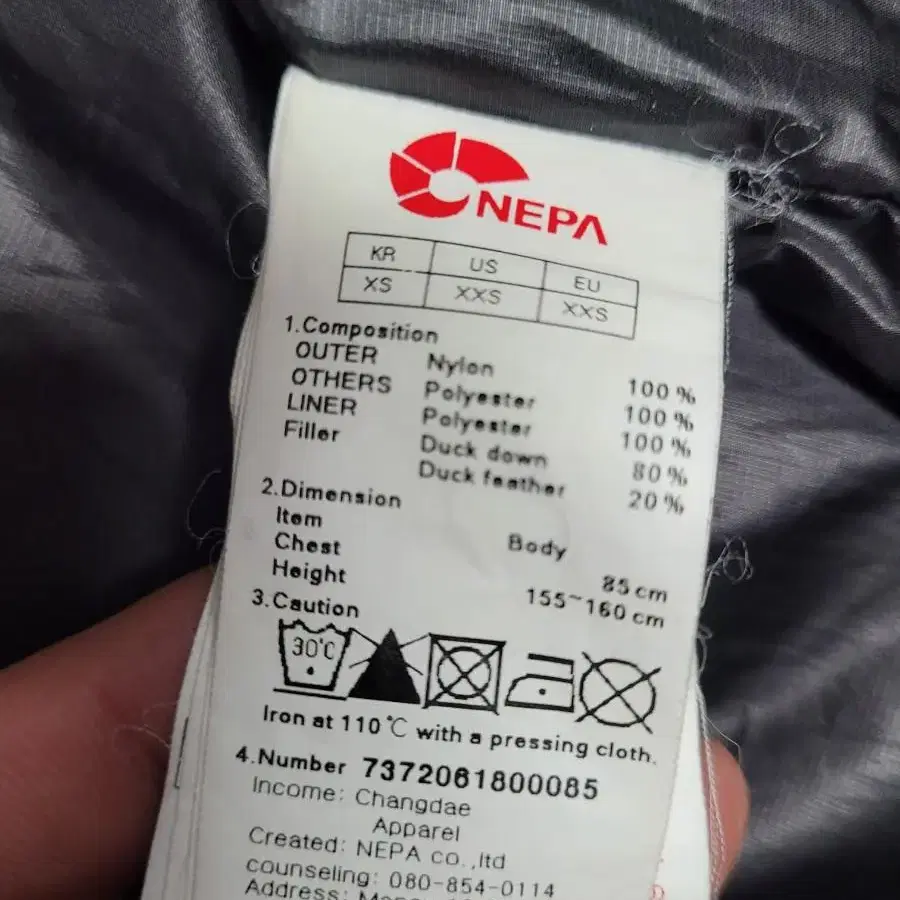 NEPA
KR US EU
XS XXS XXS
1.Composition
OUTER Nylon 100 %
OTHERS Polyester 100 %
LINER Polyester 100 %
Filler Duck down 80 %
Duck feather 20 %
2.Dimension
Item Body
Chest 85 cm
Height 155~160 cm
3.Caution
30℃
Iron at 110℃ with a pressing cloth.
4.Number 7372061800085
Income: Changdae
Apparel
Created: NEPA co.,ltd
counseling: 080-854-0114
Address: